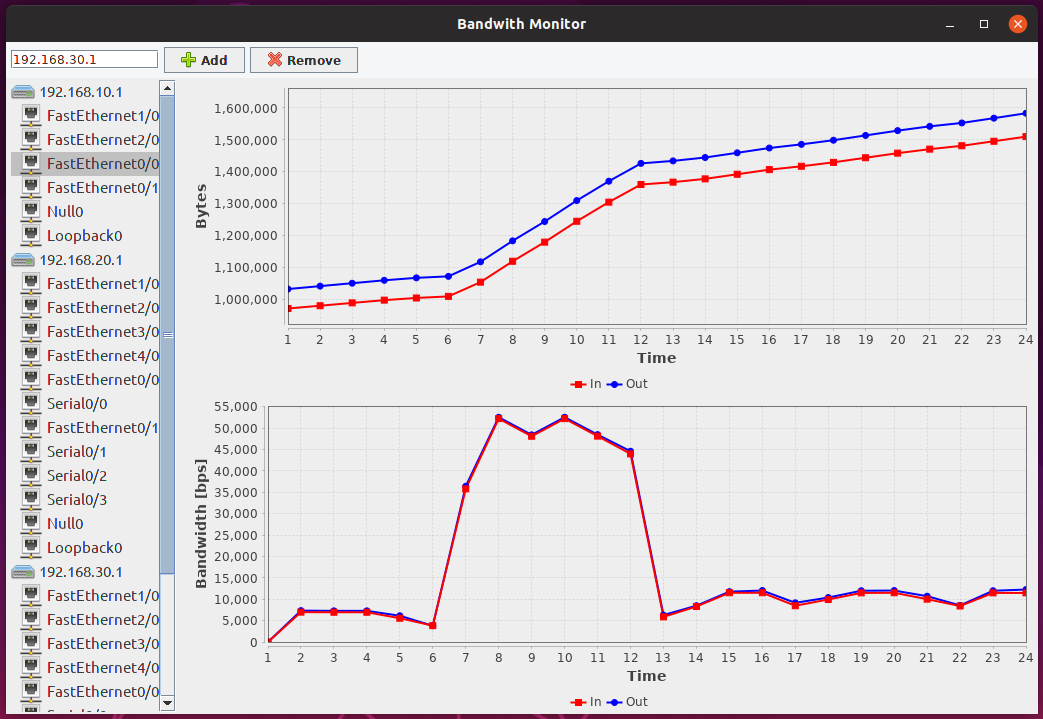 Bandwith Monitor
192.168.30.1
Add
Remove
192.168.10.1
FastEthernet1/0
FastEthernet2/0
FastEthernet0/0
FastEthernet0/1
Null0
Loopback0
192.168.20.1
FastEthernet1/0
FastEthernet2/0
FastEthernet3/0
FastEthernet4/0
FastEthernet0/0
Serial0/0
FastEthernet0/1
Serial0/1
Serial0/2
Serial0/3
Null0
Loopback0
192.168.30.1
FastEthernet1/0
FastEthernet2/0
FastEthernet3/0
FastEthernet4/0
FastEthernet0/0
Bytes
1,600,000
1,500,000
1,400,000
1,300,000
1,200,000
1,100,000
1,000,000
1 2 3 4 5 6 7 8 9 10 11 12 13 14 15 16 17 18 19 20 21 22 23 24
Time
In Out
Bandwidth [bps]
55,000
50,000
45,000
40,000
35,000
30,000
25,000
20,000
15,000
10,000
5,000
0
1 2 3 4 5 6 7 8 9 10 11 12 13 14 15 16 17 18 19 20 21 22 23 24
Time
In Out